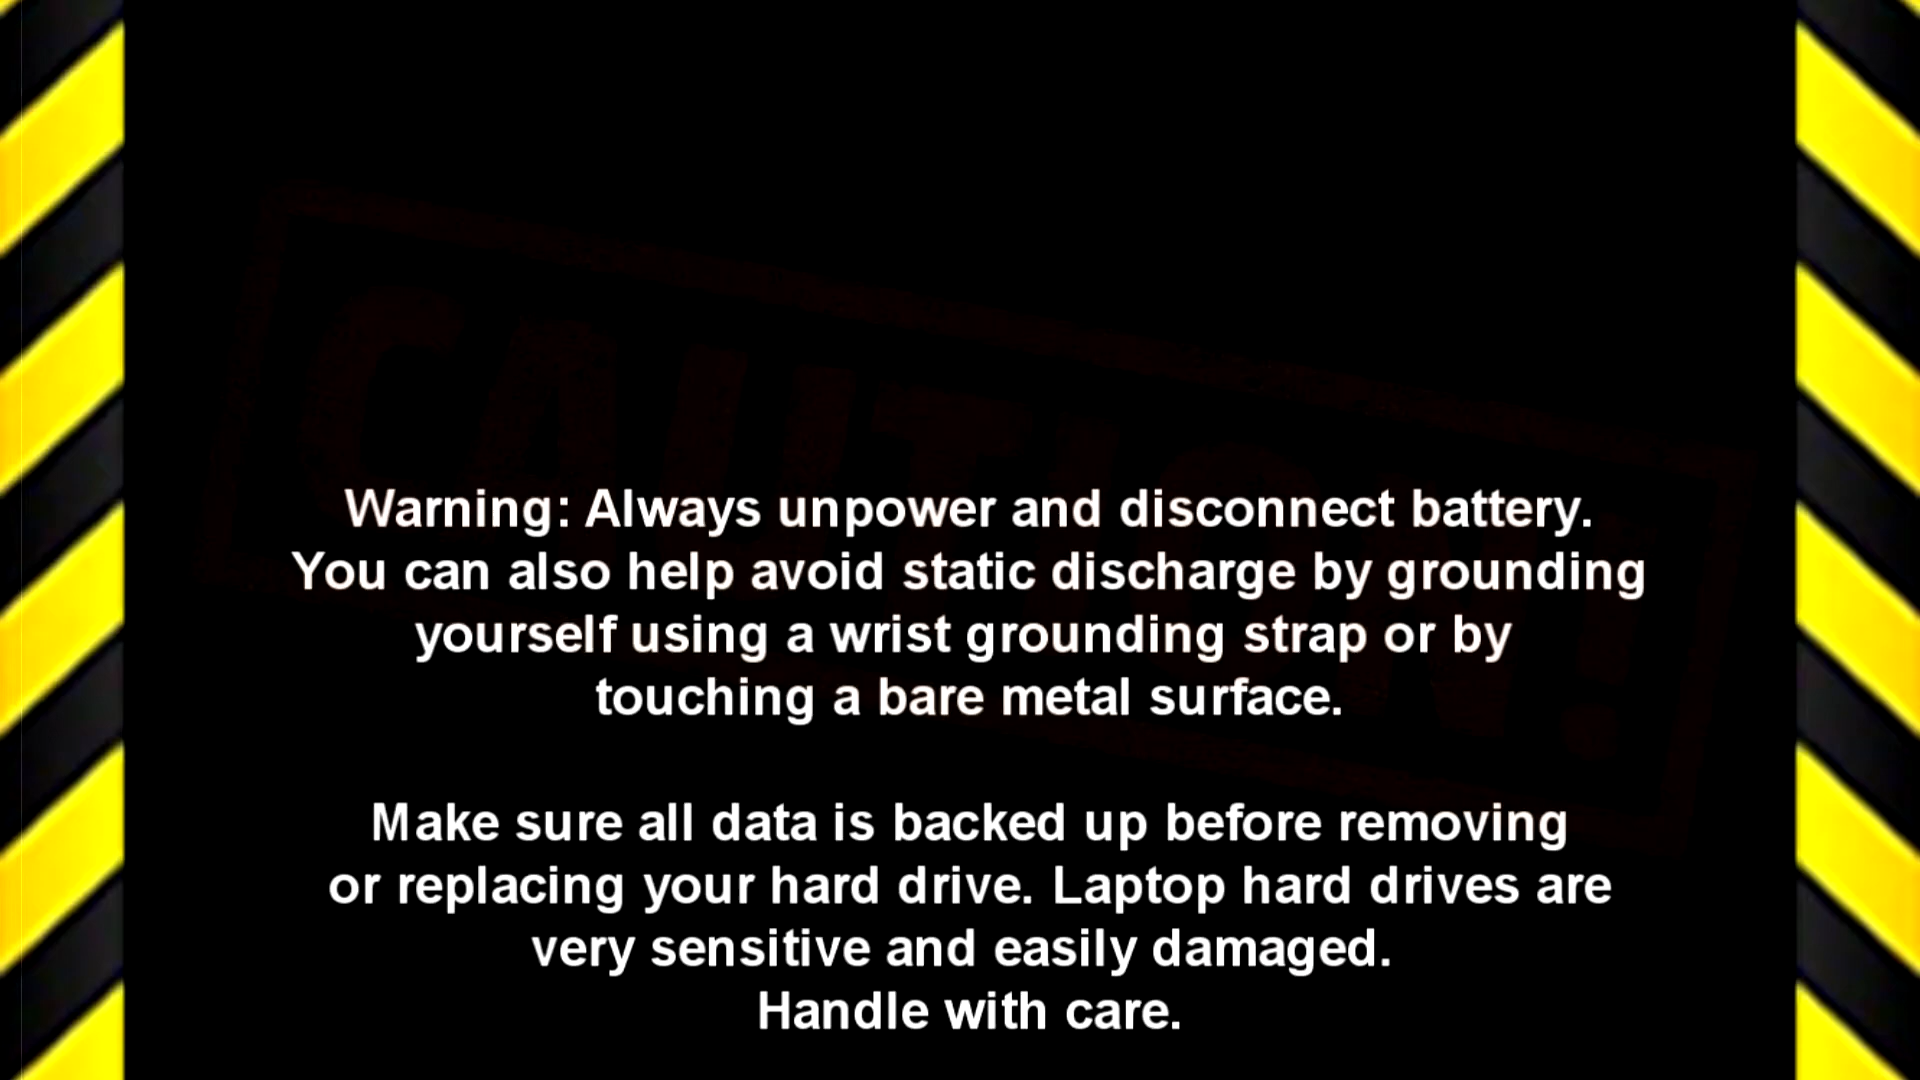 CAUTION!
Warning: Always unpower and disconnect battery.
You can also help avoid static discharge by grounding
yourself using a wrist grounding strap or by
touching a bare metal surface.
Make sure all data is backed up before removing
or replacing your hard drive. Laptop hard drives are
very sensitive and easily damaged.
Handle with care.